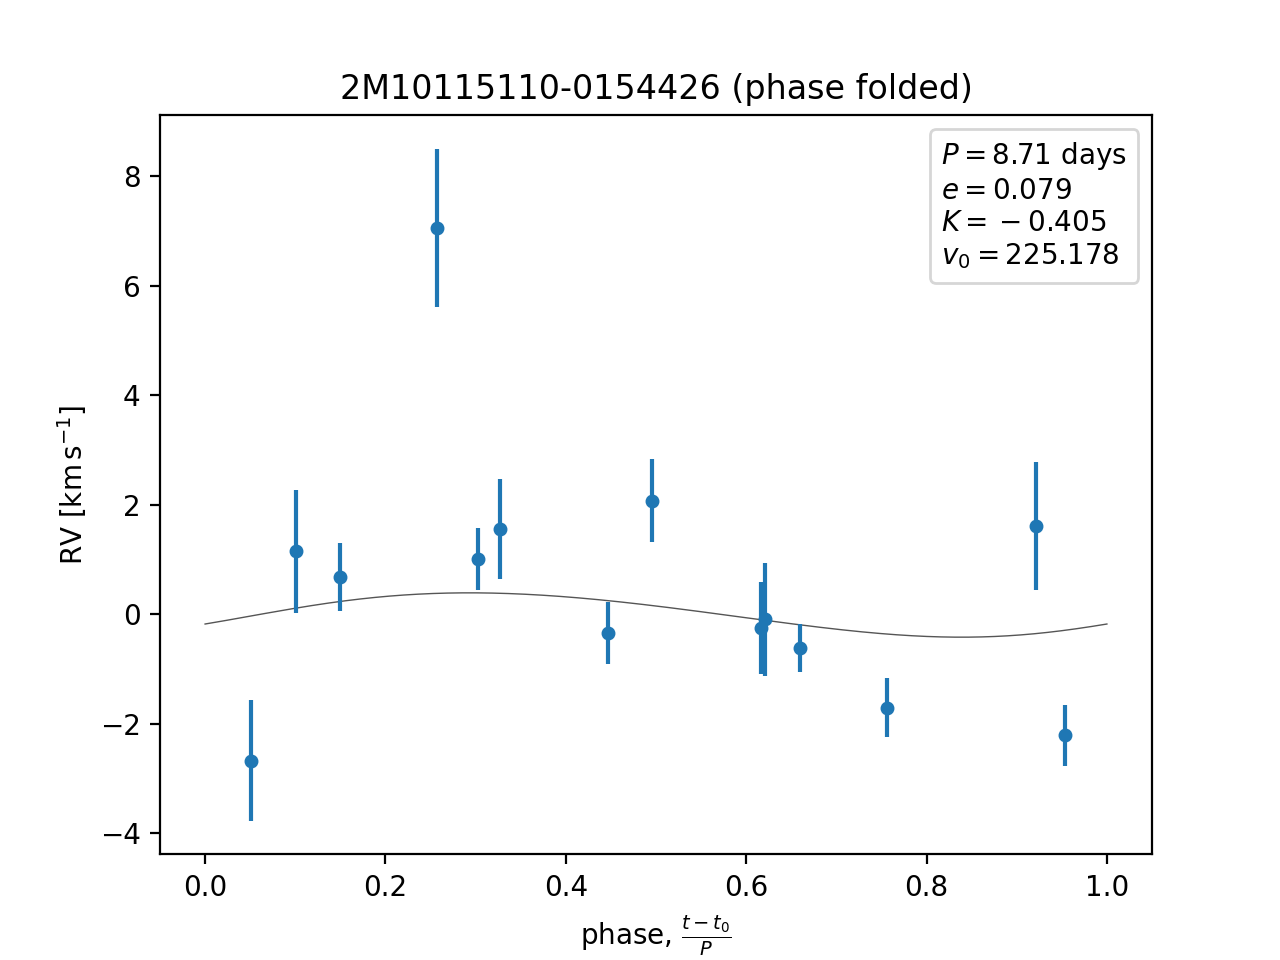 2M10115110-0154426 (phase folded)
P = 8.71 days
e = 0.079
K = −0.405
v₀ = 225.178
8
6
4
2
0
−2
−4
RV [km s⁻¹]
0.0 0.2 0.4 0.6 0.8 1.0
phase, (t − t₀)/P